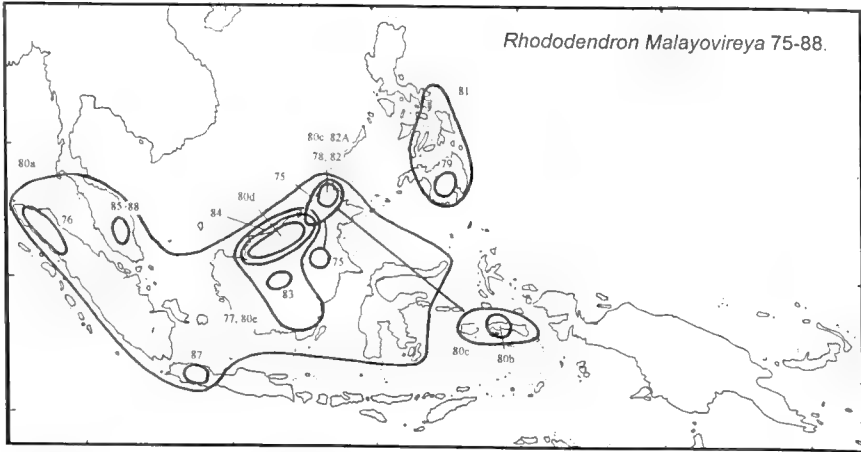 Rhododendron Malayovireya 75-88.
81
80c 82A
78, 82
79
75
80a
80d
84
85-88
76
75
83
77, 80e
80c
80b
87